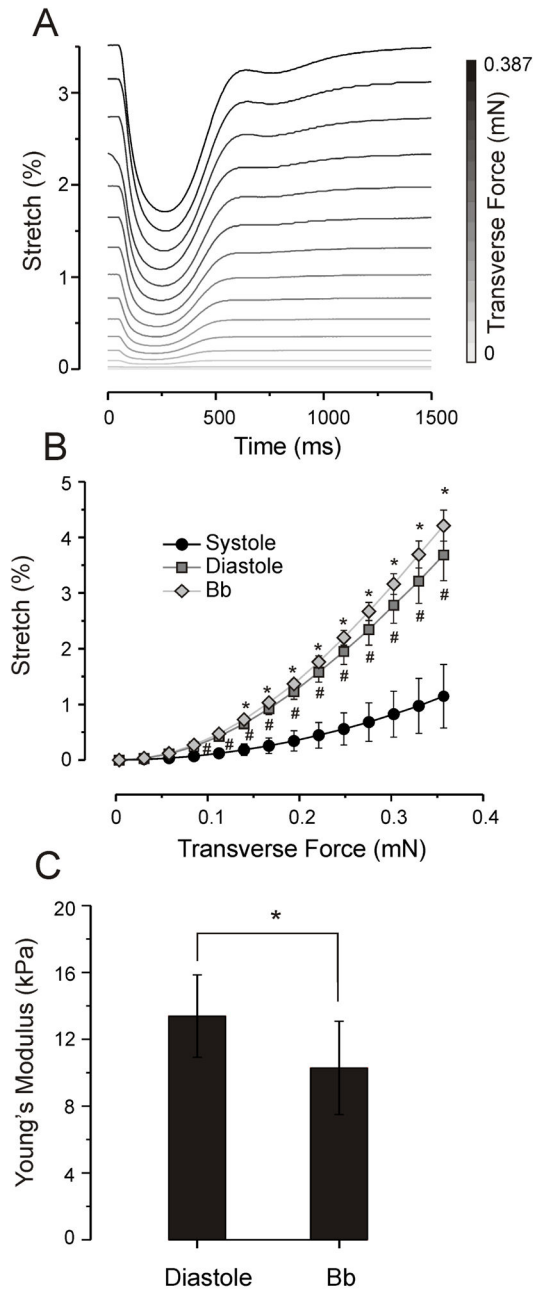 A
Stretch (%)
3
2
1
0
0
500
1000
1500
Time (ms)
0.387
Transverse Force (mN)
0
B
Stretch (%)
5
4
3
2
1
0
Systole
Diastole
Bb
* * * * * * * * *
# # # # # # # # # # #
0
0.1
0.2
0.3
0.4
Transverse Force (mN)
C
Young's Modulus (kPa)
20
16
12
8
4
0
*
Diastole
Bb